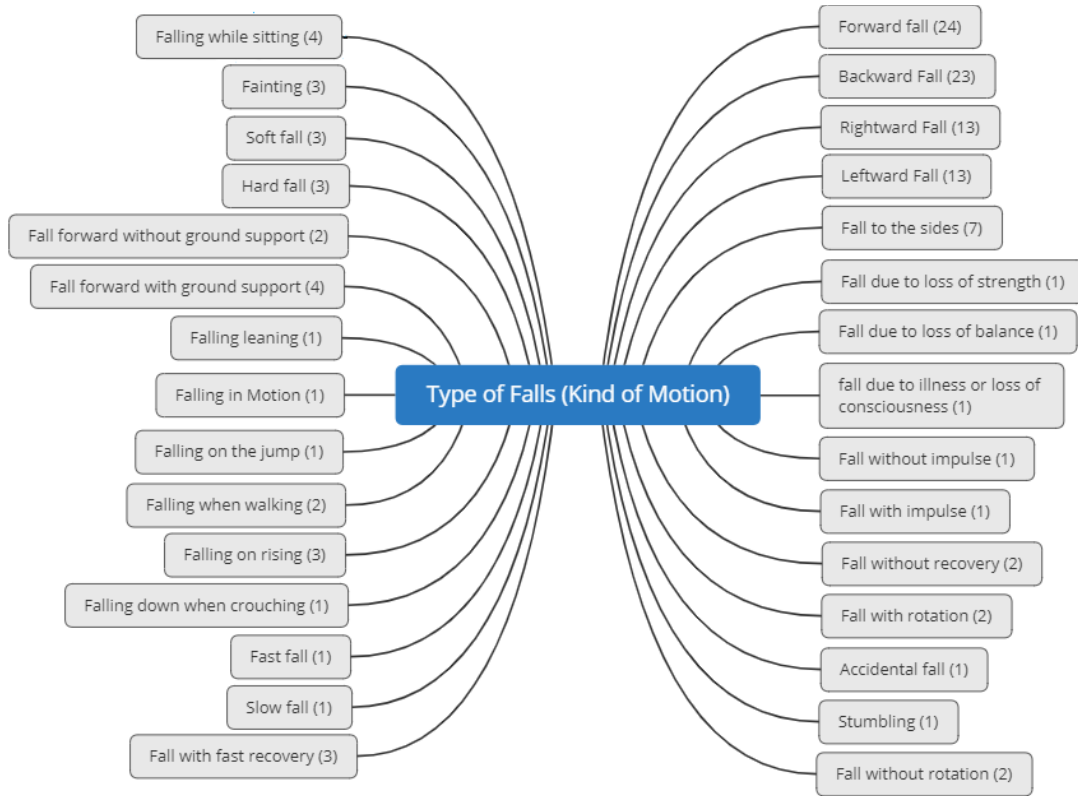 Falling while sitting (4)
Fainting (3)
Soft fall (3)
Hard fall (3)
Fall forward without ground support (2)
Fall forward with ground support (4)
Falling leaning (1)
Falling in Motion (1)
Falling on the jump (1)
Falling when walking (2)
Falling on rising (3)
Falling down when crouching (1)
Fast fall (1)
Slow fall (1)
Fall with fast recovery (3)
Type of Falls (Kind of Motion)
Forward fall (24)
Backward Fall (23)
Rightward Fall (13)
Leftward Fall (13)
Fall to the sides (7)
Fall due to loss of strength (1)
Fall due to loss of balance (1)
fall due to illness or loss of
consciousness (1)
Fall without impulse (1)
Fall with impulse (1)
Fall without recovery (2)
Fall with rotation (2)
Accidental fall (1)
Stumbling (1)
Fall without rotation (2)